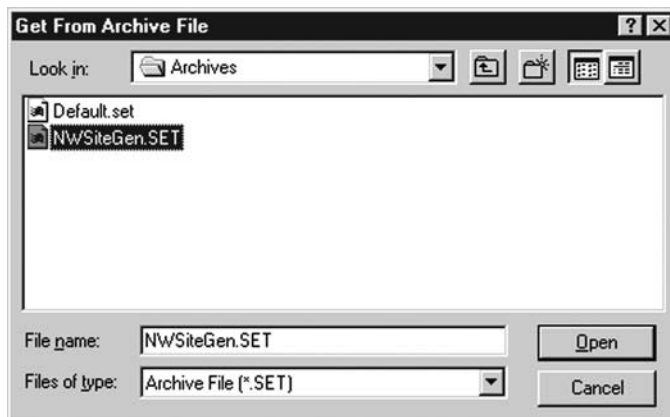 Get From Archive File
Look in: Archives
Default.set
NWSiteGen.SET
File name: NWSiteGen.SET Open
Files of type: Archive File (*.SET) Cancel